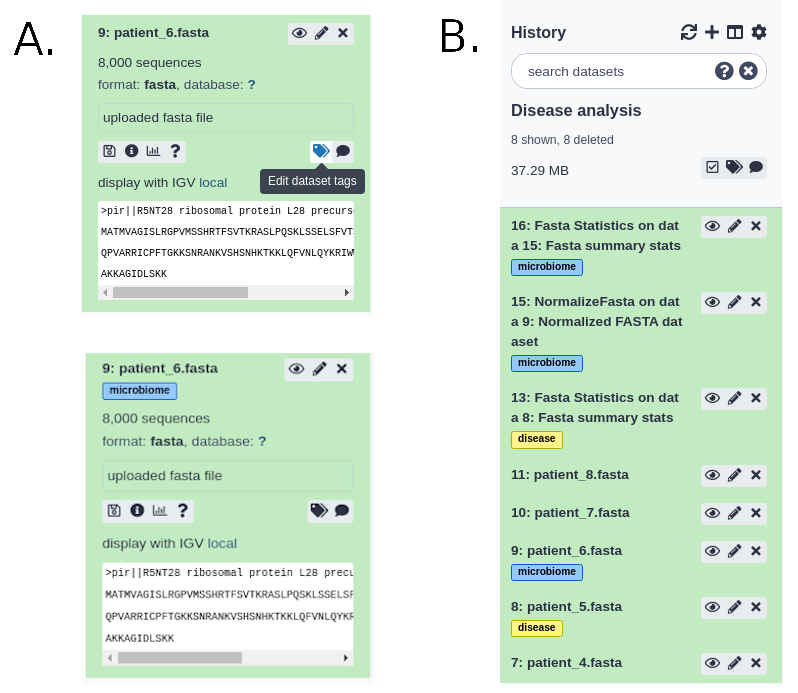 A.
9: patient_6.fasta
8,000 sequences
format: fasta, database: ?
uploaded fasta file
?
Edit dataset tags
display with IGV local
>pir||R5NT28 ribosomal protein L28 precurs
MATMVAGISLRGPVMSSHRTFSVTKRASLPQSKLSSELSFVT
QPVARRICPFTGKKSNRANKVSHSNHKTKKLQFVNLQYKRIW
AKKAGIDLSKK
9: patient_6.fasta
microbiome
8,000 sequences
format: fasta, database: ?
uploaded fasta file
?
display with IGV local
>pir||R5NT28 ribosomal protein L28 precu
MATMVAGISLRGPVMSSHRTFSVTKRASLPQSKLSSELSF
QPVARRICPFTGKKSNRANKVSHSNHKTKKLQFVNLQYKR
AKKAGIDLSKK
B.
History
search datasets
?
Disease analysis
8 shown, 8 deleted
37.29 MB
16: Fasta Statistics on dat
a 15: Fasta summary stats
microbiome
15: NormalizeFasta on dat
a 9: Normalized FASTA dat
aset
microbiome
13: Fasta Statistics on dat
a 8: Fasta summary stats
disease
11: patient_8.fasta
10: patient_7.fasta
9: patient_6.fasta
microbiome
8: patient_5.fasta
disease
7: patient_4.fasta